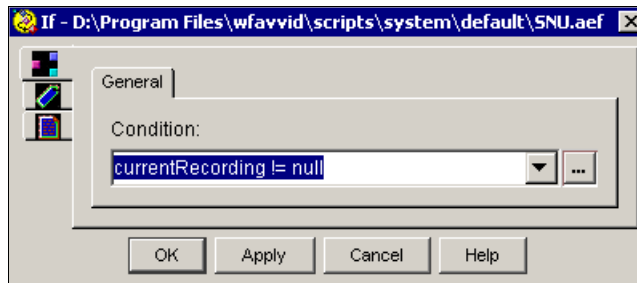 If - D:\Program Files\wfavvid\scripts\system\default\SNU.aef
General
Condition:
currentRecording != null
...
OK Apply Cancel Help